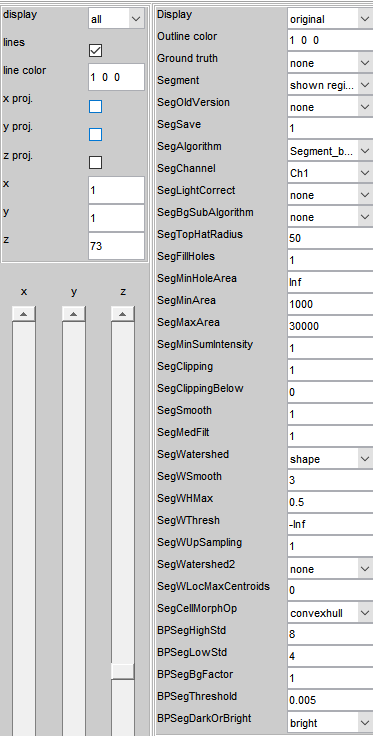 display all
lines
line color 1 0 0
x proj.
y proj.
z proj.
x 1
y 1
z 73
x y z
Display original
Outline color 1 0 0
Ground truth none
Segment shown regi...
SegOldVersion none
SegSave 1
SegAlgorithm Segment_b...
SegChannel Ch1
SegLightCorrect none
SegBgSubAlgorithm none
SegTopHatRadius 50
SegFillHoles 1
SegMinHoleArea Inf
SegMinArea 1000
SegMaxArea 30000
SegMinSumIntensity 1
SegClipping 1
SegClippingBelow 0
SegSmooth 1
SegMedFilt 1
SegWatershed shape
SegWSmooth 3
SegWHMax 0.5
SegWThresh -Inf
SegWUpSampling 1
SegWatershed2 none
SegWLocMaxCentroids 0
SegCellMorphOp convexhull
BPSegHighStd 8
BPSegLowStd 4
BPSegBgFactor 1
BPSegThreshold 0.005
BPSegDarkOrBright bright